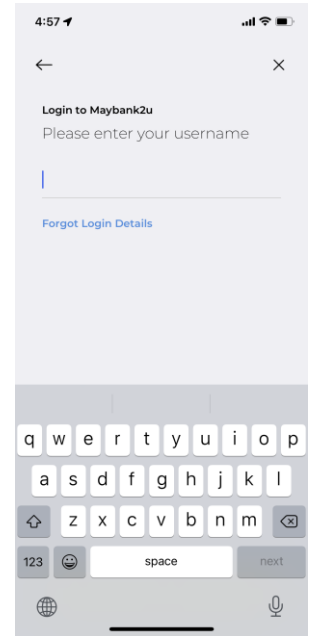 4:57
Login to Maybank2u
Please enter your username
Forgot Login Details
q w e r t y u i o p
a s d f g h j k l
z x c v b n m
123 space next